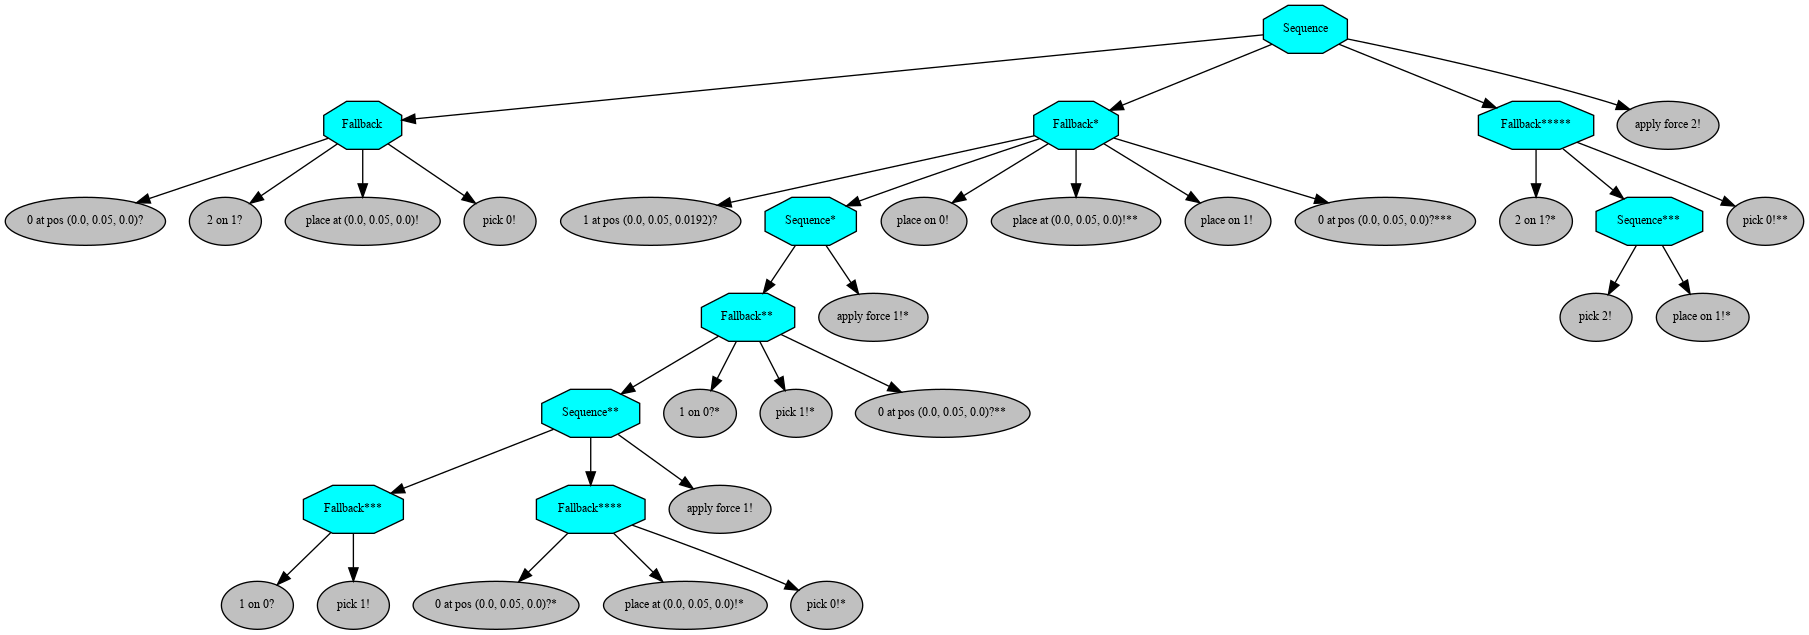 Sequence
Fallback
Fallback*
Fallback*****
apply force 2!
0 at pos (0.0, 0.05, 0.0)?
2 on 1?
place at (0.0, 0.05, 0.0)!
pick 0!
1 at pos (0.0, 0.05, 0.0192)?
Sequence*
place on 0!
place at (0.0, 0.05, 0.0)!**
place on 1!
0 at pos (0.0, 0.05, 0.0)?***
2 on 1?*
Sequence***
pick 0!**
Fallback**
apply force 1!*
pick 2!
place on 1!*
Sequence**
1 on 0?*
pick 1!*
0 at pos (0.0, 0.05, 0.0)?**
Fallback***
Fallback****
apply force 1!
1 on 0?
pick 1!
0 at pos (0.0, 0.05, 0.0)?*
place at (0.0, 0.05, 0.0)!*
pick 0!*